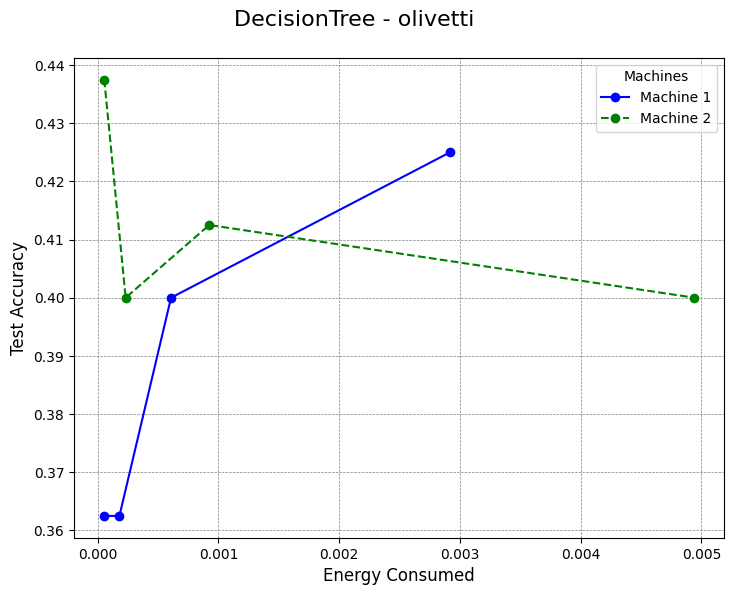 DecisionTree - olivetti
Machines
Machine 1
Machine 2
0.44
0.43
0.42
0.41
0.40
0.39
0.38
0.37
0.36
Test Accuracy
0.000 0.001 0.002 0.003 0.004 0.005
Energy Consumed